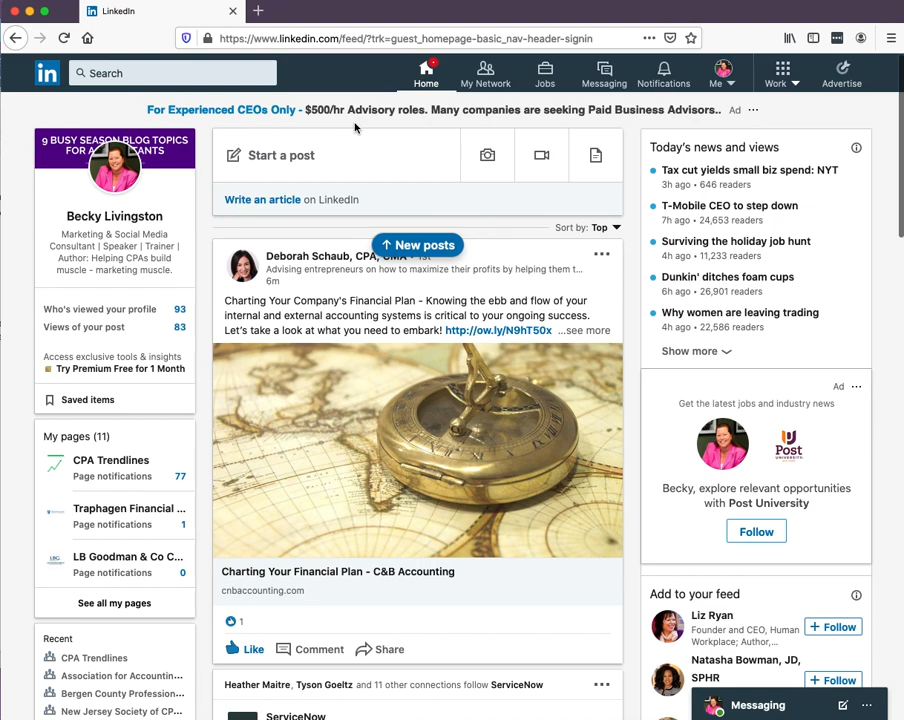 LinkedIn
https://www.linkedin.com/feed/?trk=guest_homepage-basic_nav-header-signin
in
Search
Home
My Network
Jobs
Messaging
Notifications
Me
Work
Advertise
For Experienced CEOs Only - $500/hr Advisory roles. Many companies are seeking Paid Business Advisors..
Ad
9 BUSY SEASON BLOG TOPICS
Becky Livingston
Marketing & Social Media
Consultant | Speaker | Trainer |
Author: Helping CPAs build
muscle - marketing muscle.
Who's viewed your profile 93
Views of your post 83
Access exclusive tools & insights
Try Premium Free for 1 Month
Saved items
My pages (11)
CPA Trendlines
Page notifications 77
Traphagen Financial ...
Page notifications 1
LB Goodman & Co C...
Page notifications 0
See all my pages
Recent
CPA Trendlines
Association for Accountin...
Bergen County Profession...
New Jersey Society of CP...
Start a post
Write an article on LinkedIn
Sort by: Top
↑ New posts
Deborah Schaub, CPA,
Advising entrepreneurs on how to maximize their profits by helping them t...
6m
Charting Your Company's Financial Plan - Knowing the ebb and flow of your
internal and external accounting systems is critical to your ongoing success.
Let's take a look at what you need to embark! http://ow.ly/N9hT50x ...see more
Charting Your Financial Plan - C&B Accounting
cnbaccounting.com
1
Like
Comment
Share
Heather Maitre, Tyson Goeltz and 11 other connections follow ServiceNow
ServiceNow
Today's news and views
Tax cut yields small biz spend: NYT
3h ago • 646 readers
T-Mobile CEO to step down
7h ago • 24,653 readers
Surviving the holiday job hunt
4h ago • 11,233 readers
Dunkin' ditches foam cups
6h ago • 26,901 readers
Why women are leaving trading
4h ago • 22,586 readers
Show more
Ad
Get the latest jobs and industry news
Post
UNIVERSITY
Becky, explore relevant opportunities
with Post University
Follow
Add to your feed
Liz Ryan
Founder and CEO, Human
Workplace; Author,...
+ Follow
Natasha Bowman, JD,
SPHR
+ Follow
Messaging